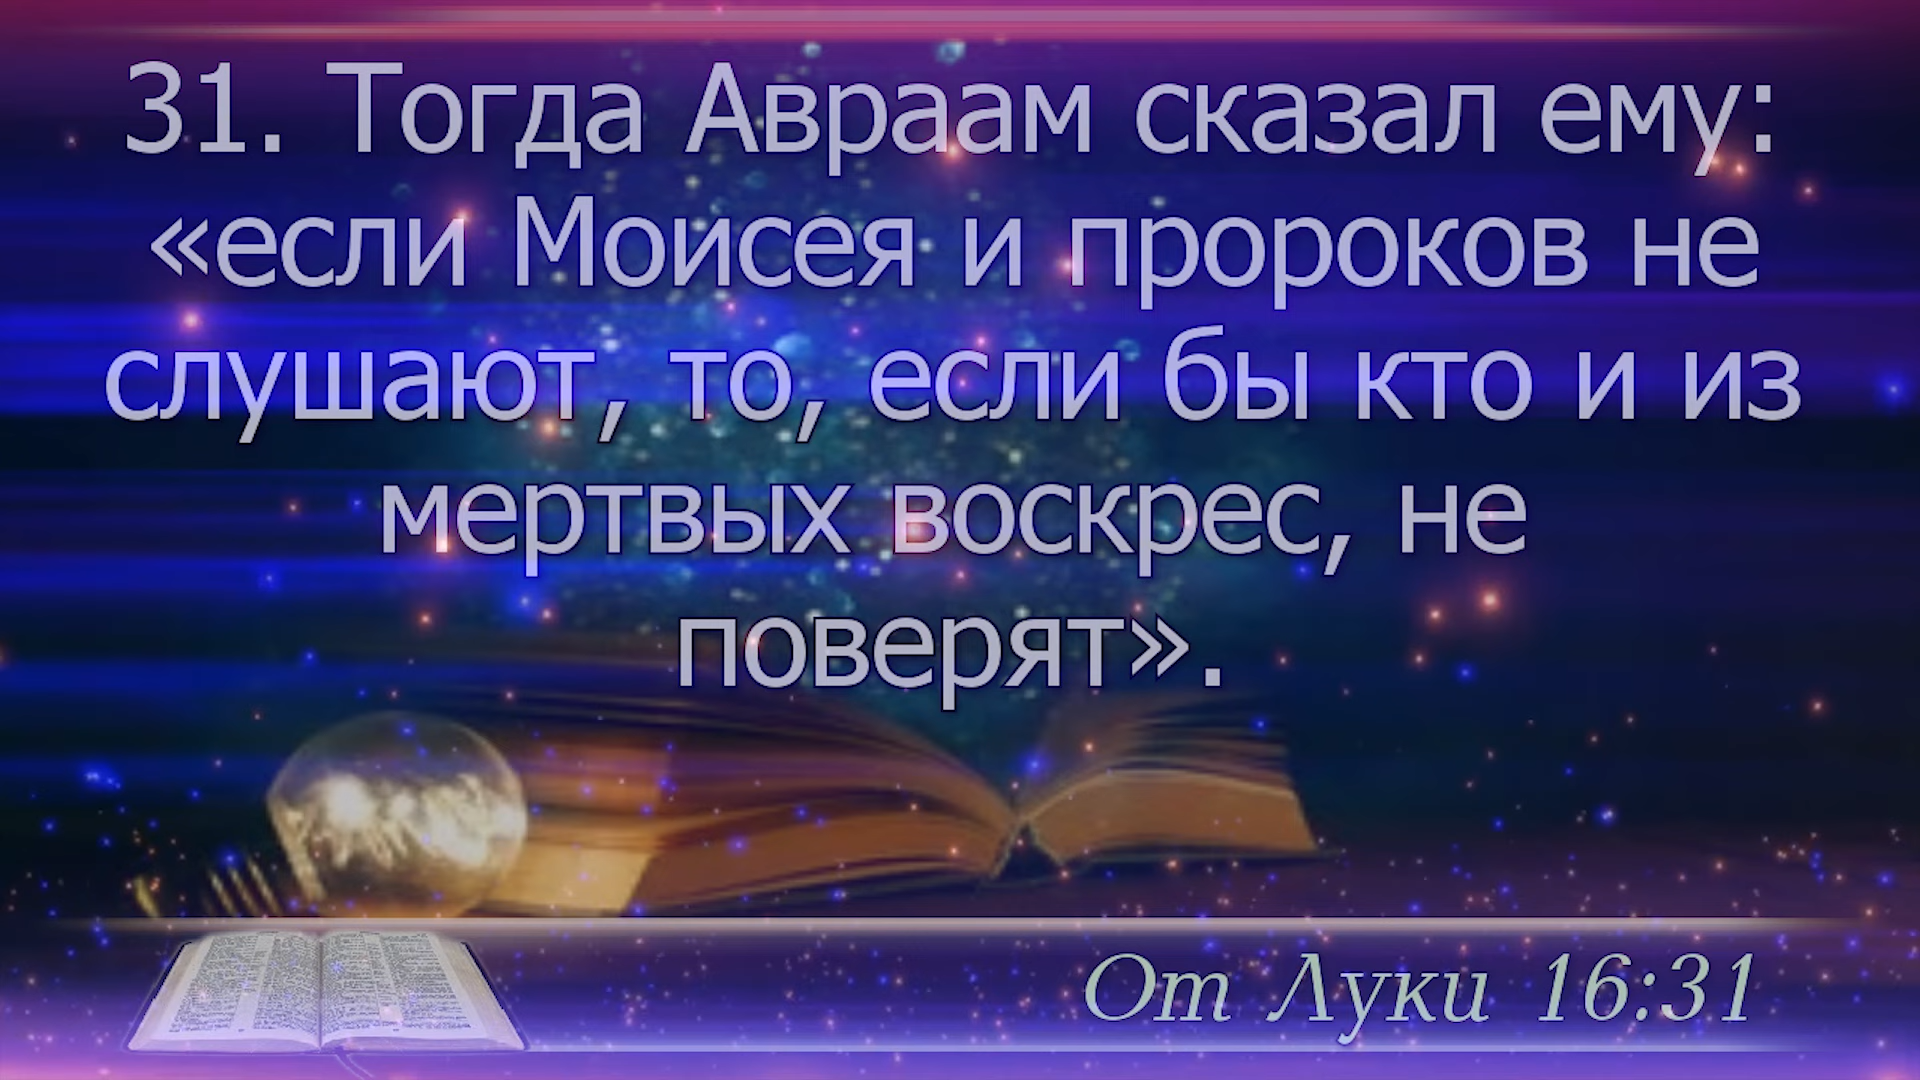 31. Тогда Авраам сказал ему:
«если Моисея и пророков не
слушают, то, если бы кто и из
мертвых воскрес, не
поверят».
От Луки 16:31